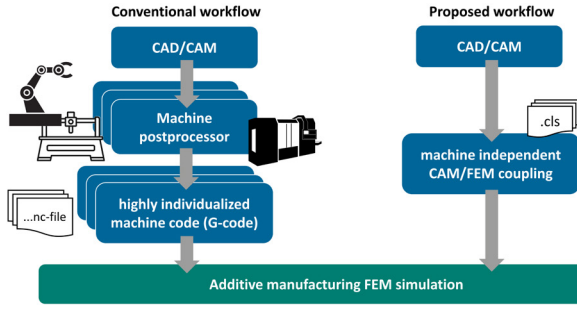 Conventional workflow
Proposed workflow
CAD/CAM
CAD/CAM
Machine
postprocessor
.cls
machine independent
CAM/FEM coupling
...nc-file
highly individualized
machine code (G-code)
Additive manufacturing FEM simulation